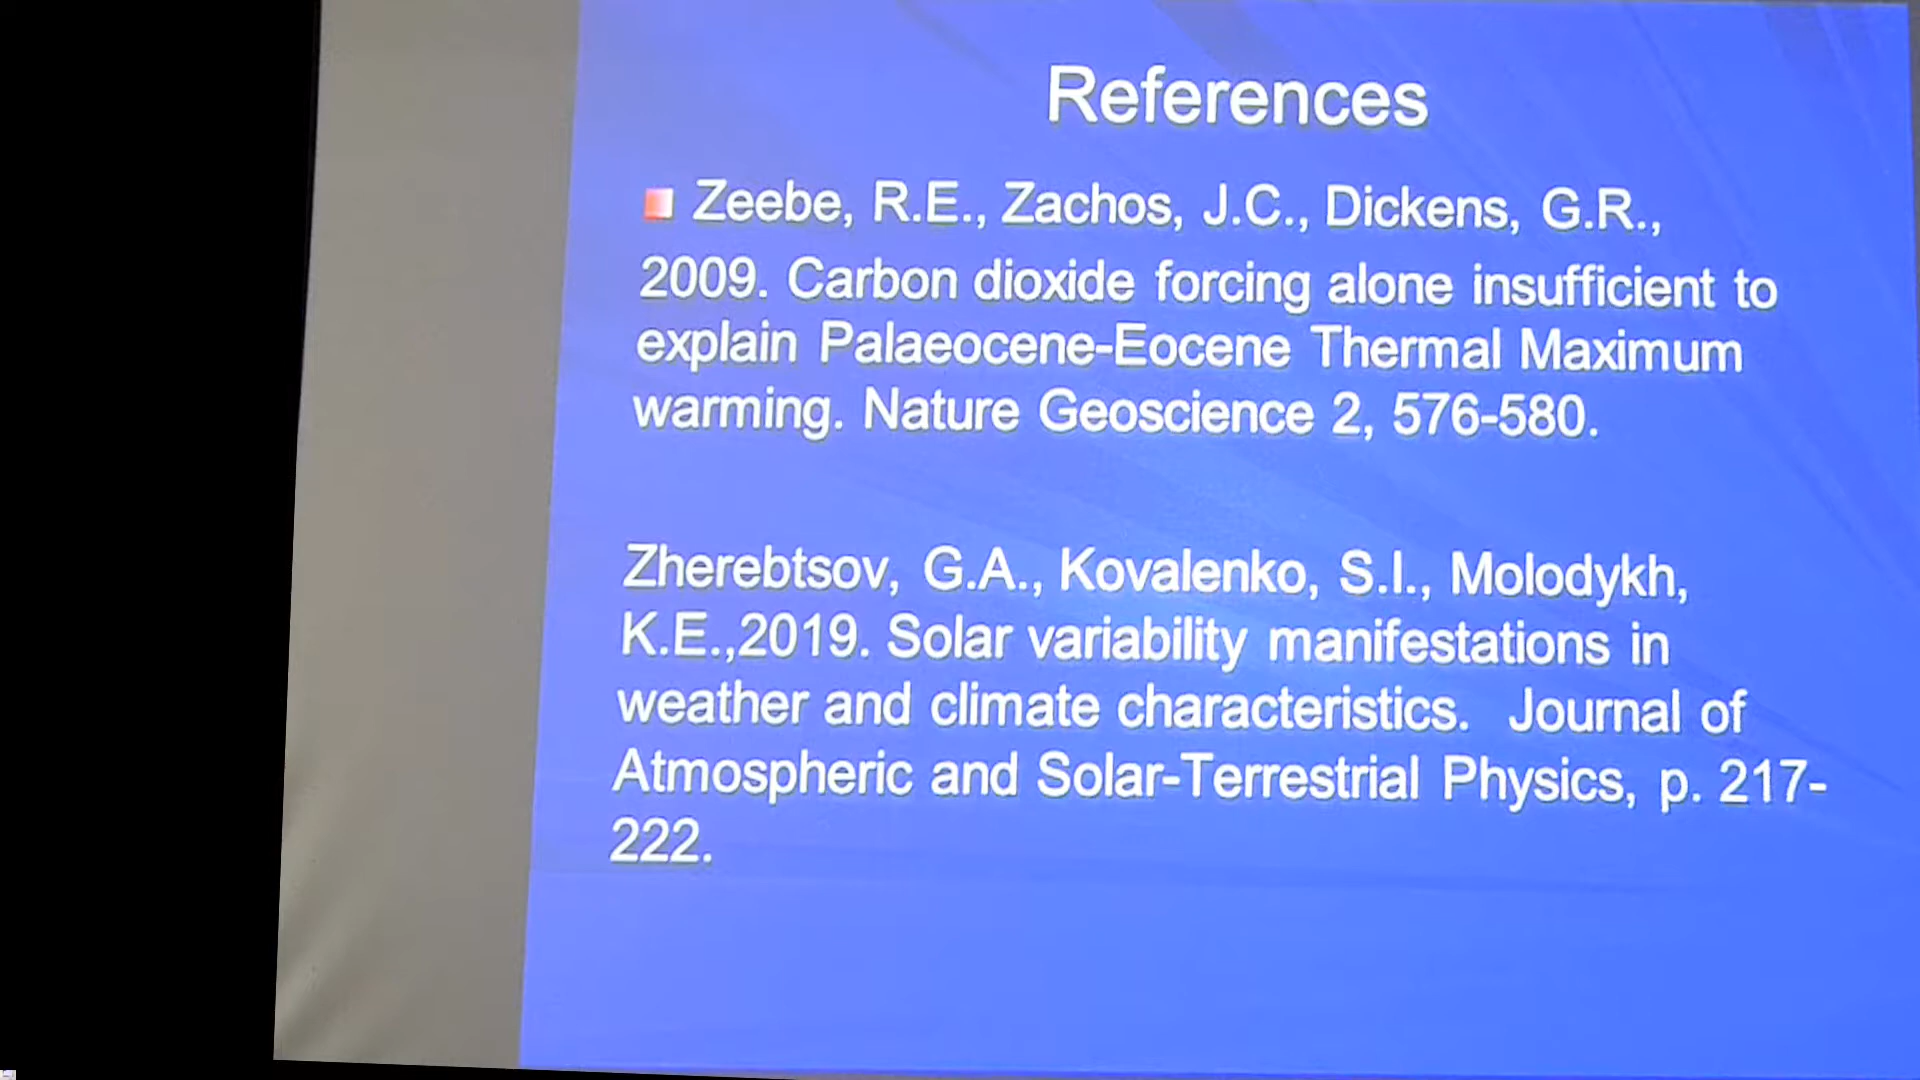 References
Zeebe, R.E., Zachos, J.C., Dickens, G.R.,
2009. Carbon dioxide forcing alone insufficient to
explain Palaeocene-Eocene Thermal Maximum
warming. Nature Geoscience 2, 576-580.
Zherebtsov, G.A., Kovalenko, S.I., Molodykh,
K.E.,2019. Solar variability manifestations in
weather and climate characteristics. Journal of
Atmospheric and Solar-Terrestrial Physics, p. 217-
222.